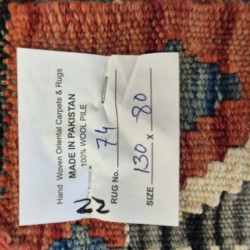 Hand Woven Oriental Carpets & Rugs
MADE IN PAKISTAN
100% WOOL PILE
22
RUG No. 74
SIZE 130 x 80